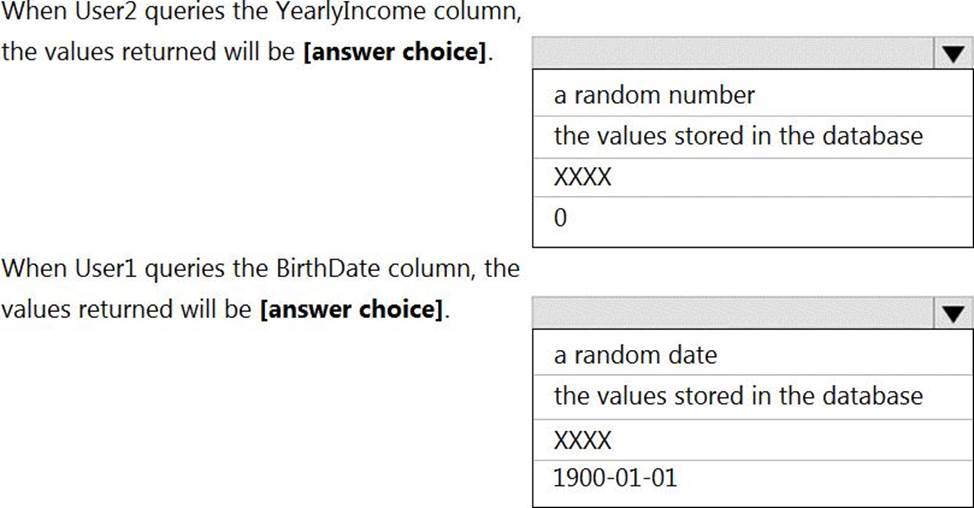 When User2 queries the YearlyIncome column,
the values returned will be [answer choice].
a random number
the values stored in the database
XXXX
0
When User1 queries the BirthDate column, the
values returned will be [answer choice].
a random date
the values stored in the database
XXXX
1900-01-01